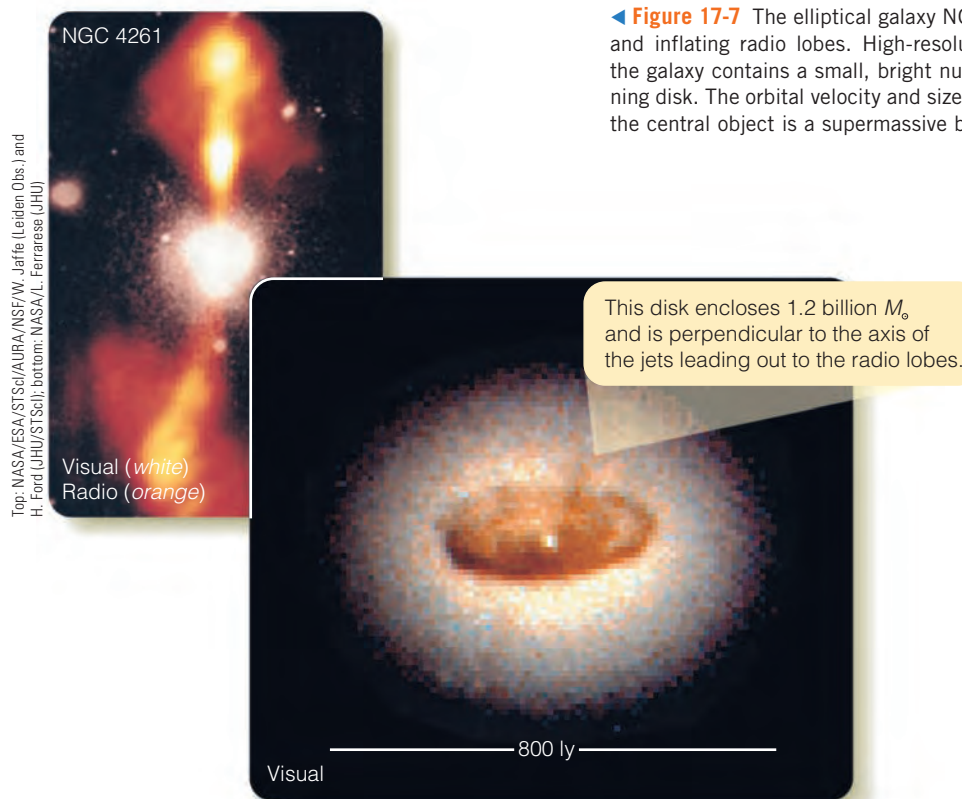 NGC 4261
◀ Figure 17-7 The elliptical galaxy NG
and inflating radio lobes. High-resolu
the galaxy contains a small, bright nu
ning disk. The orbital velocity and size
the central object is a supermassive b
Top: NASA/ESA/STScI/AURA/NSF/W. Jaffe (Leiden Obs.) and
H. Ford (JHU/STScI); bottom: NASA/L. Ferrarese (JHU)
Visual (white)
Radio (orange)
This disk encloses 1.2 billion M⊙
and is perpendicular to the axis of
the jets leading out to the radio lobes.
800 ly
Visual